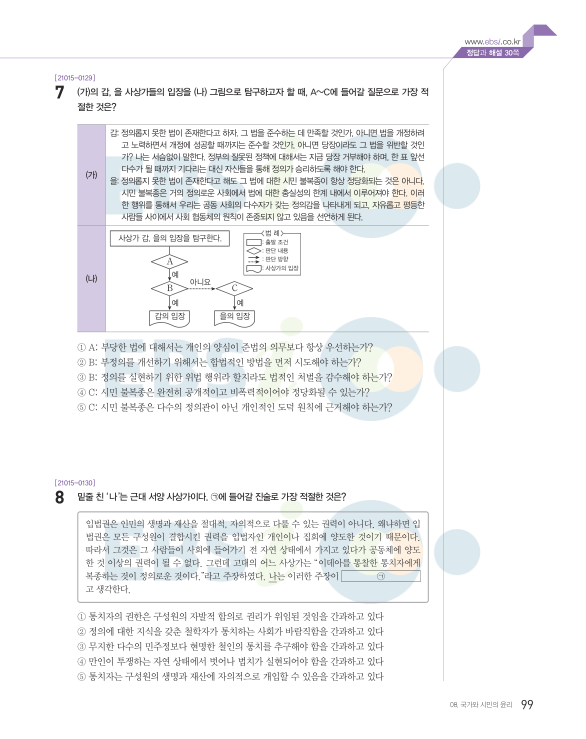 www.ebsi.co.kr
정답과 해설 30쪽
[21015-0129]
7 (가)의 갑, 을 사상가들의 입장을 (나) 그림으로 탐구하고자 할 때, A~C에 들어갈 질문으로 가장 적
절한 것은?
(가)
갑: 정의롭지 못한 법이 존재한다고 하자. 그 법을 준수하는 데 만족할 것인가, 아니면 법을 개정하려
고 노력하면서 개정에 성공할 때까지는 준수할 것인가, 아니면 당장이라도 그 법을 위반할 것인
가? 나는 서슴없이 말한다. 정부의 잘못된 정책에 대해서는 지금 당장 거부해야 하며, 한 표 앞선
다수가 될 때까지 기다리는 대신 자신들을 통해 정의가 승리하도록 해야 한다.
을: 정의롭지 못한 법이 존재한다고 해도 그 법에 대한 시민 불복종이 항상 정당화되는 것은 아니다.
시민 불복종은 거의 정의로운 사회에서 법에 대한 충실성의 한계 내에서 이루어져야 한다. 이러
한 행위를 통해서 우리는 공동 사회의 다수자가 갖는 정의감을 나타내게 되고, 자유롭고 평등한
사람들 사이에서 사회 협동체의 원칙이 존중되지 않고 있음을 선언하게 된다.
(나)
사상가 갑, 을의 입장을 탐구한다.
A
예
B
아니요
C
예
예
갑의 입장
을의 입장
<범 례>
: 출발 조건
: 판단 내용
: 판단 방향
: 사상가의 입장
① A: 부당한 법에 대해서는 개인의 양심이 준법의 의무보다 항상 우선하는가?
② B: 부정의를 개선하기 위해서는 합법적인 방법을 먼저 시도해야 하는가?
③ B: 정의를 실현하기 위한 위법 행위라 할지라도 법적인 처벌을 감수해야 하는가?
④ C: 시민 불복종은 완전히 공개적이고 비폭력적이어야 정당화될 수 있는가?
⑤ C: 시민 불복종은 다수의 정의관이 아닌 개인적인 도덕 원칙에 근거해야 하는가?
[21015-0130]
8 밑줄 친 ‘나’는 근대 서양 사상가이다. ㉠에 들어갈 진술로 가장 적절한 것은?
입법권은 인민의 생명과 재산을 절대적, 자의적으로 다룰 수 있는 권력이 아니다. 왜냐하면 입
법권은 모든 구성원이 결합시킨 권력을 입법자인 개인이나 집회에 양도한 것이기 때문이다.
따라서 그것은 그 사람들이 사회에 들어가기 전 자연 상태에서 가지고 있다가 공동체에 양도
한 것 이상의 권력이 될 수 없다. 그런데 고대의 어느 사상가는 “이데아를 통찰한 통치자에게
복종하는 것이 정의로운 것이다.”라고 주장하였다. 나는 이러한 주장이 ㉠
고 생각한다.
① 통치자의 권한은 구성원의 자발적 합의로 권리가 위임된 것임을 간과하고 있다
② 정의에 대한 지식을 갖춘 철학자가 통치하는 사회가 바람직함을 간과하고 있다
③ 무지한 다수의 민주정보다 현명한 철인의 통치를 추구해야 함을 간과하고 있다
④ 만인이 투쟁하는 자연 상태에서 벗어나 법치가 실현되어야 함을 간과하고 있다
⑤ 통치자는 구성원의 생명과 재산에 자의적으로 개입할 수 있음을 간과하고 있다
08. 국가와 시민의 윤리 99